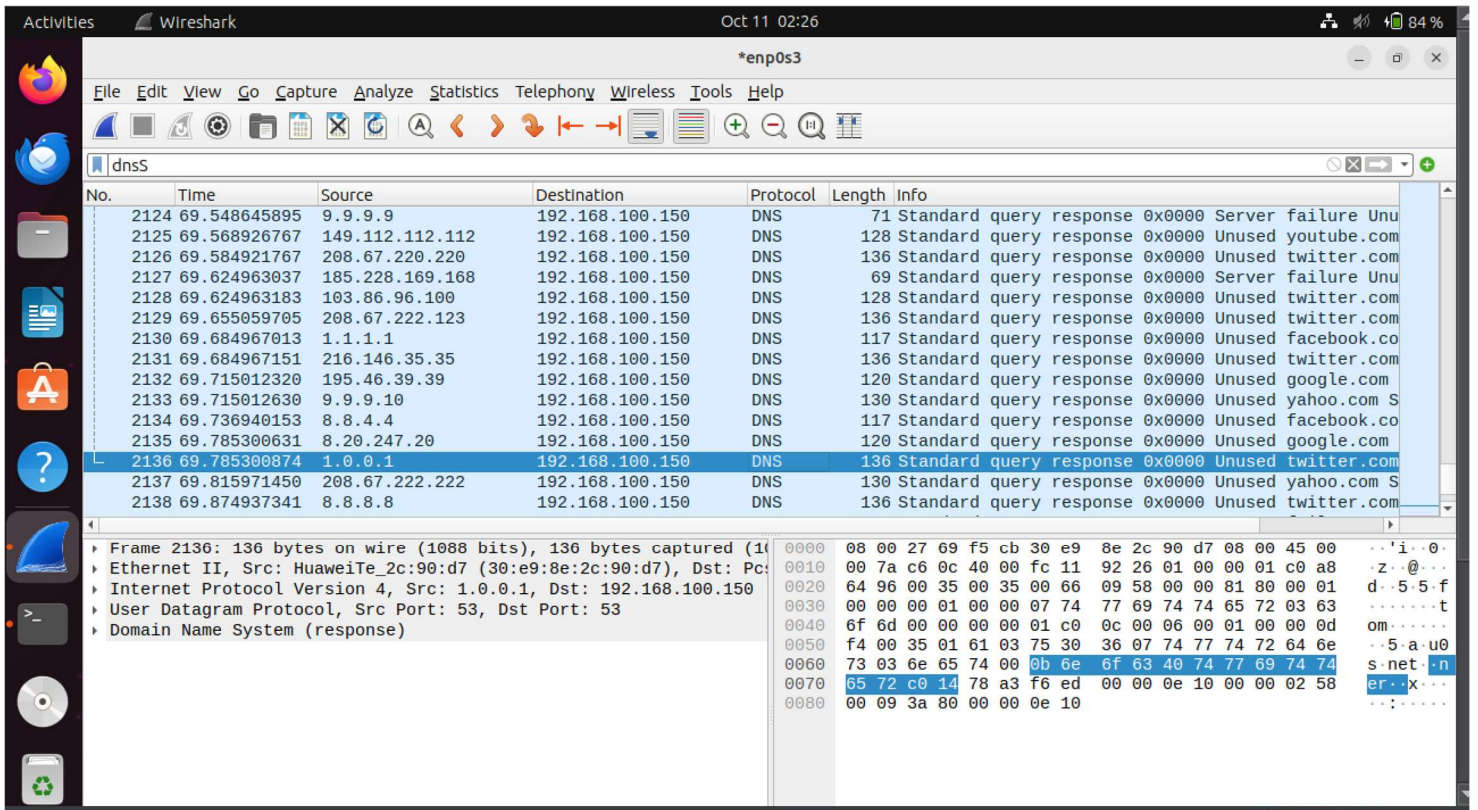 Activities Wireshark Oct 11 02:26 84 %
*enp0s3
File Edit View Go Capture Analyze Statistics Telephony Wireless Tools Help
dnsS
No. Time Source Destination Protocol Length Info
2124 69.548645895 9.9.9.9 192.168.100.150 DNS 71 Standard query response 0x0000 Server failure Unu
2125 69.568926767 149.112.112.112 192.168.100.150 DNS 128 Standard query response 0x0000 Unused youtube.com
2126 69.584921767 208.67.220.220 192.168.100.150 DNS 136 Standard query response 0x0000 Unused twitter.com
2127 69.624963037 185.228.169.168 192.168.100.150 DNS 69 Standard query response 0x0000 Server failure Unu
2128 69.624963183 103.86.96.100 192.168.100.150 DNS 128 Standard query response 0x0000 Unused twitter.com
2129 69.655059705 208.67.222.123 192.168.100.150 DNS 136 Standard query response 0x0000 Unused twitter.com
2130 69.684967013 1.1.1.1 192.168.100.150 DNS 117 Standard query response 0x0000 Unused facebook.co
2131 69.684967151 216.146.35.35 192.168.100.150 DNS 136 Standard query response 0x0000 Unused twitter.com
2132 69.715012320 195.46.39.39 192.168.100.150 DNS 120 Standard query response 0x0000 Unused google.com
2133 69.715012630 9.9.9.10 192.168.100.150 DNS 130 Standard query response 0x0000 Unused yahoo.com S
2134 69.736940153 8.8.4.4 192.168.100.150 DNS 117 Standard query response 0x0000 Unused facebook.co
2135 69.785300631 8.20.247.20 192.168.100.150 DNS 120 Standard query response 0x0000 Unused google.com
2136 69.785300874 1.0.0.1 192.168.100.150 DNS 136 Standard query response 0x0000 Unused twitter.com
2137 69.815971450 208.67.222.222 192.168.100.150 DNS 130 Standard query response 0x0000 Unused yahoo.com S
2138 69.874937341 8.8.8.8 192.168.100.150 DNS 136 Standard query response 0x0000 Unused twitter.com
Frame 2136: 136 bytes on wire (1088 bits), 136 bytes captured (10
Ethernet II, Src: HuaweiTe_2c:90:d7 (30:e9:8e:2c:90:d7), Dst: Pcs
Internet Protocol Version 4, Src: 1.0.0.1, Dst: 192.168.100.150
User Datagram Protocol, Src Port: 53, Dst Port: 53
Domain Name System (response)
0000 08 00 27 69 f5 cb 30 e9 8e 2c 90 d7 08 00 45 00 ··'i··0·
0010 00 7a c6 0c 40 00 fc 11 92 26 01 00 00 01 c0 a8 ·z··@···
0020 64 96 00 35 00 35 00 66 09 58 00 00 81 80 00 01 d··5·5·f
0030 00 00 00 01 00 00 07 74 77 69 74 74 65 72 03 63 ·······t
0040 6f 6d 00 00 00 00 01 c0 0c 00 06 00 01 00 00 0d om······
0050 f4 00 35 01 61 03 75 30 36 07 74 77 74 72 64 6e ··5·a·u0
0060 73 03 6e 65 74 00 0b 6e 6f 63 40 74 77 69 74 74 s·net··n
0070 65 72 c0 14 78 a3 f6 ed 00 00 0e 10 00 00 02 58 er··x···
0080 00 09 3a 80 00 00 0e 10 ··:·····